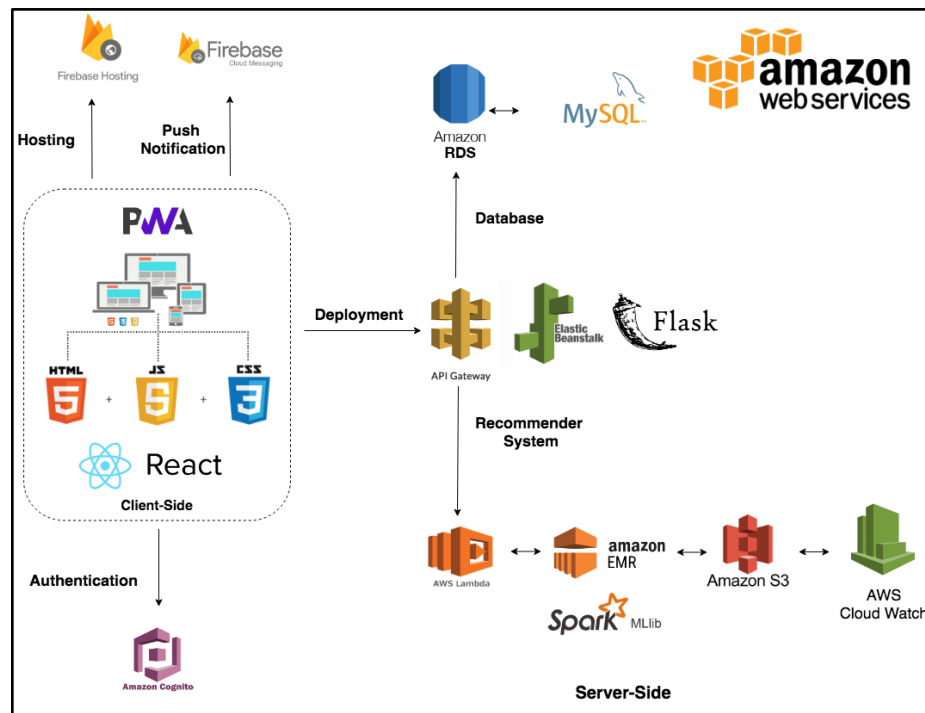 Firebase Hosting
Firebase
Cloud Messaging
Hosting
Push
Notification
amazon
web services
Amazon
RDS
MySQL
PWA
Database
Deployment
API Gateway
Elastic
Beanstalk
Flask
HTML
JS
CSS
5
+
5
+
3
React
Client-Side
Recommender
System
Authentication
AWS Lambda
amazon
EMR
Spark
MLlib
Amazon S3
AWS
Cloud Watch
Amazon Cognito
Server-Side